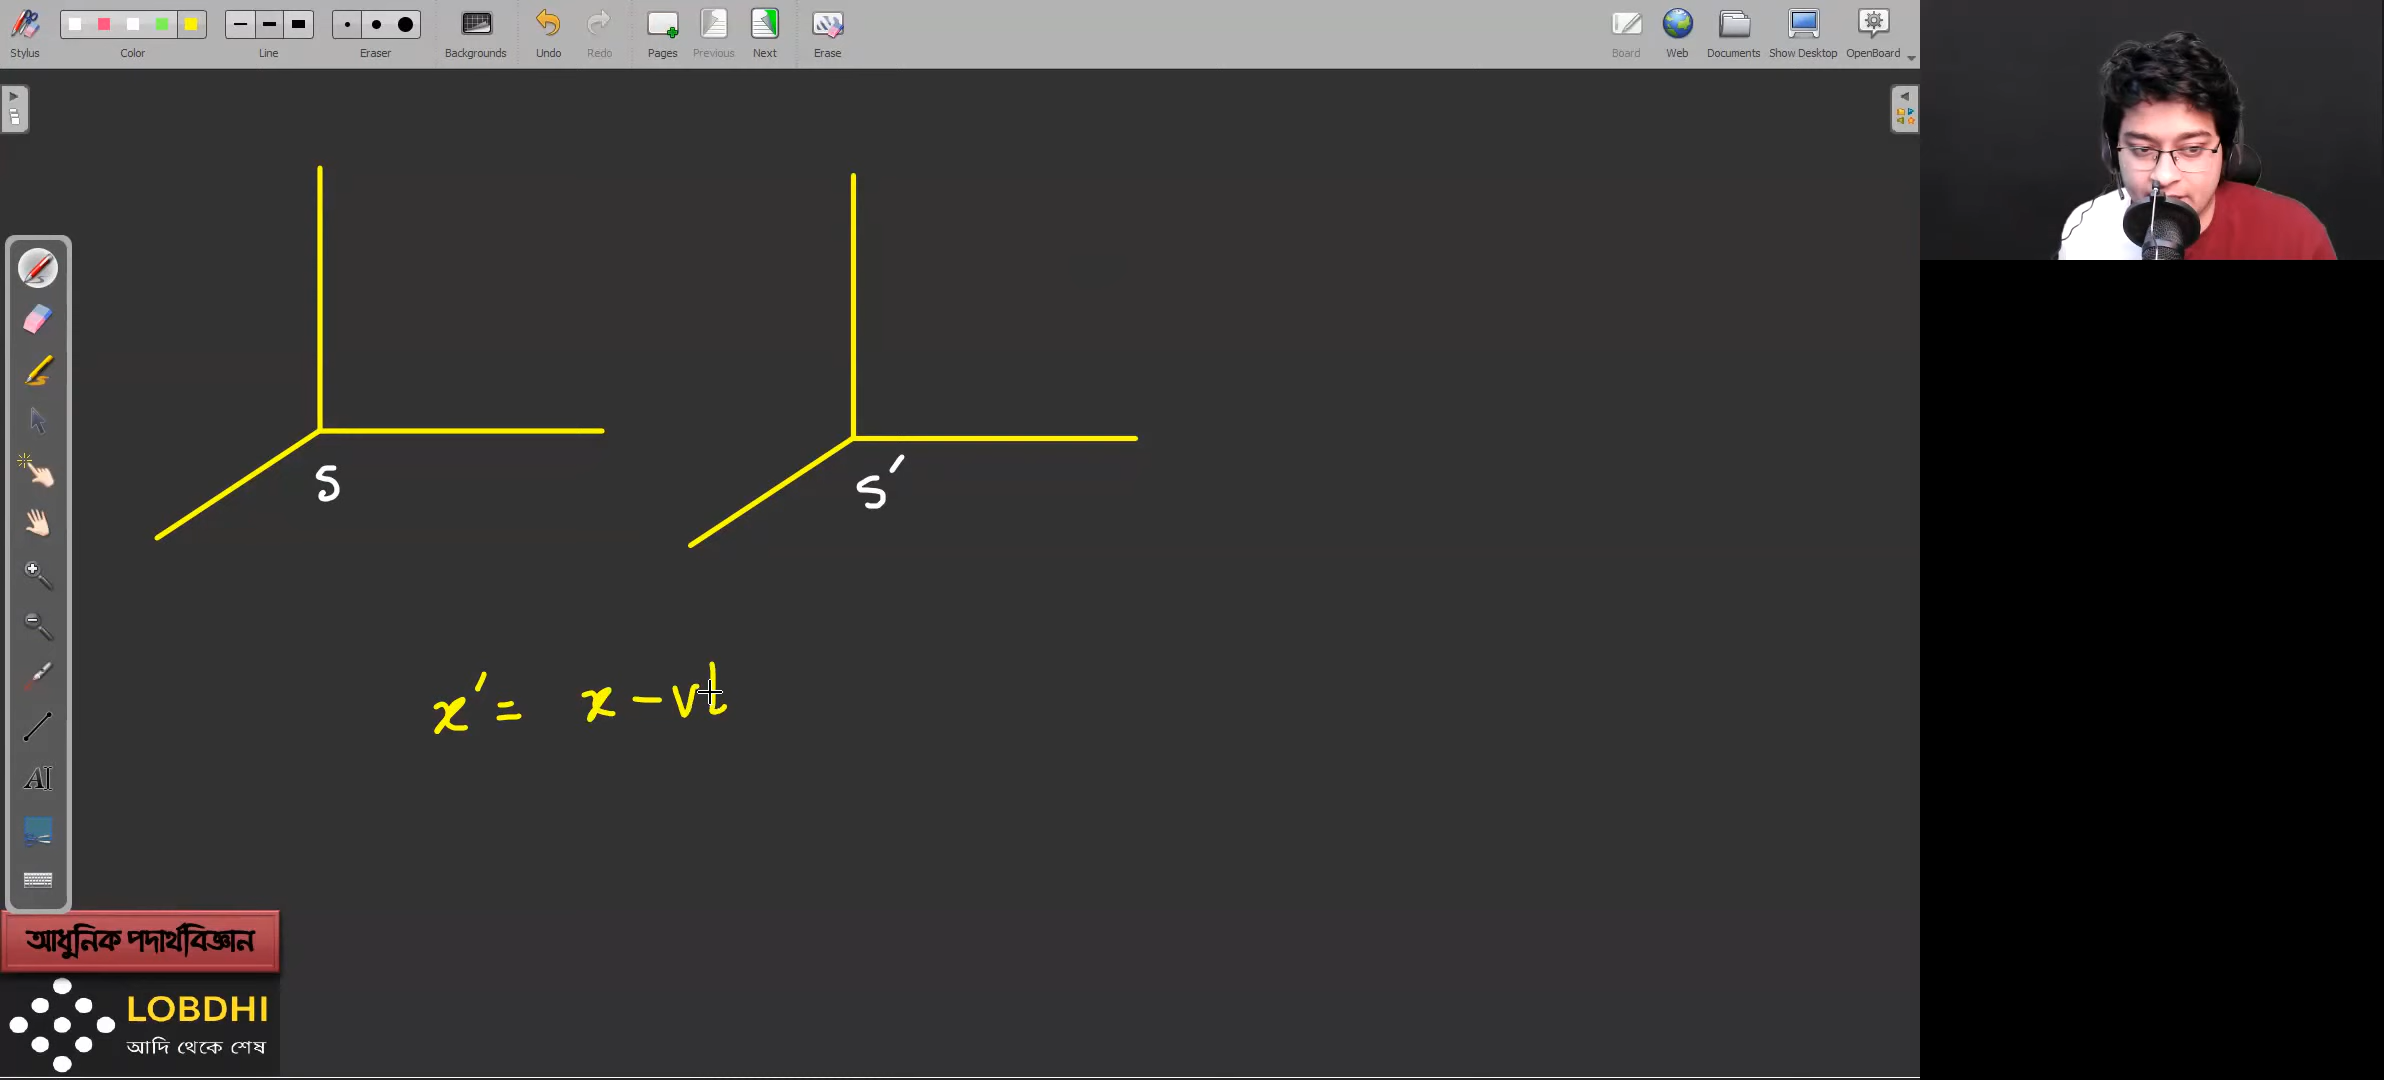 Stylus
Color
Line
Eraser
Backgrounds
Undo
Redo
Pages
Previous
Next
Erase
Board
Web
Documents
Show Desktop
OpenBoard
S
S'
x' = x - vt
AI
আধুনিক পদার্থবিজ্ঞান
LOBDHI
আদি থেকে শেষ